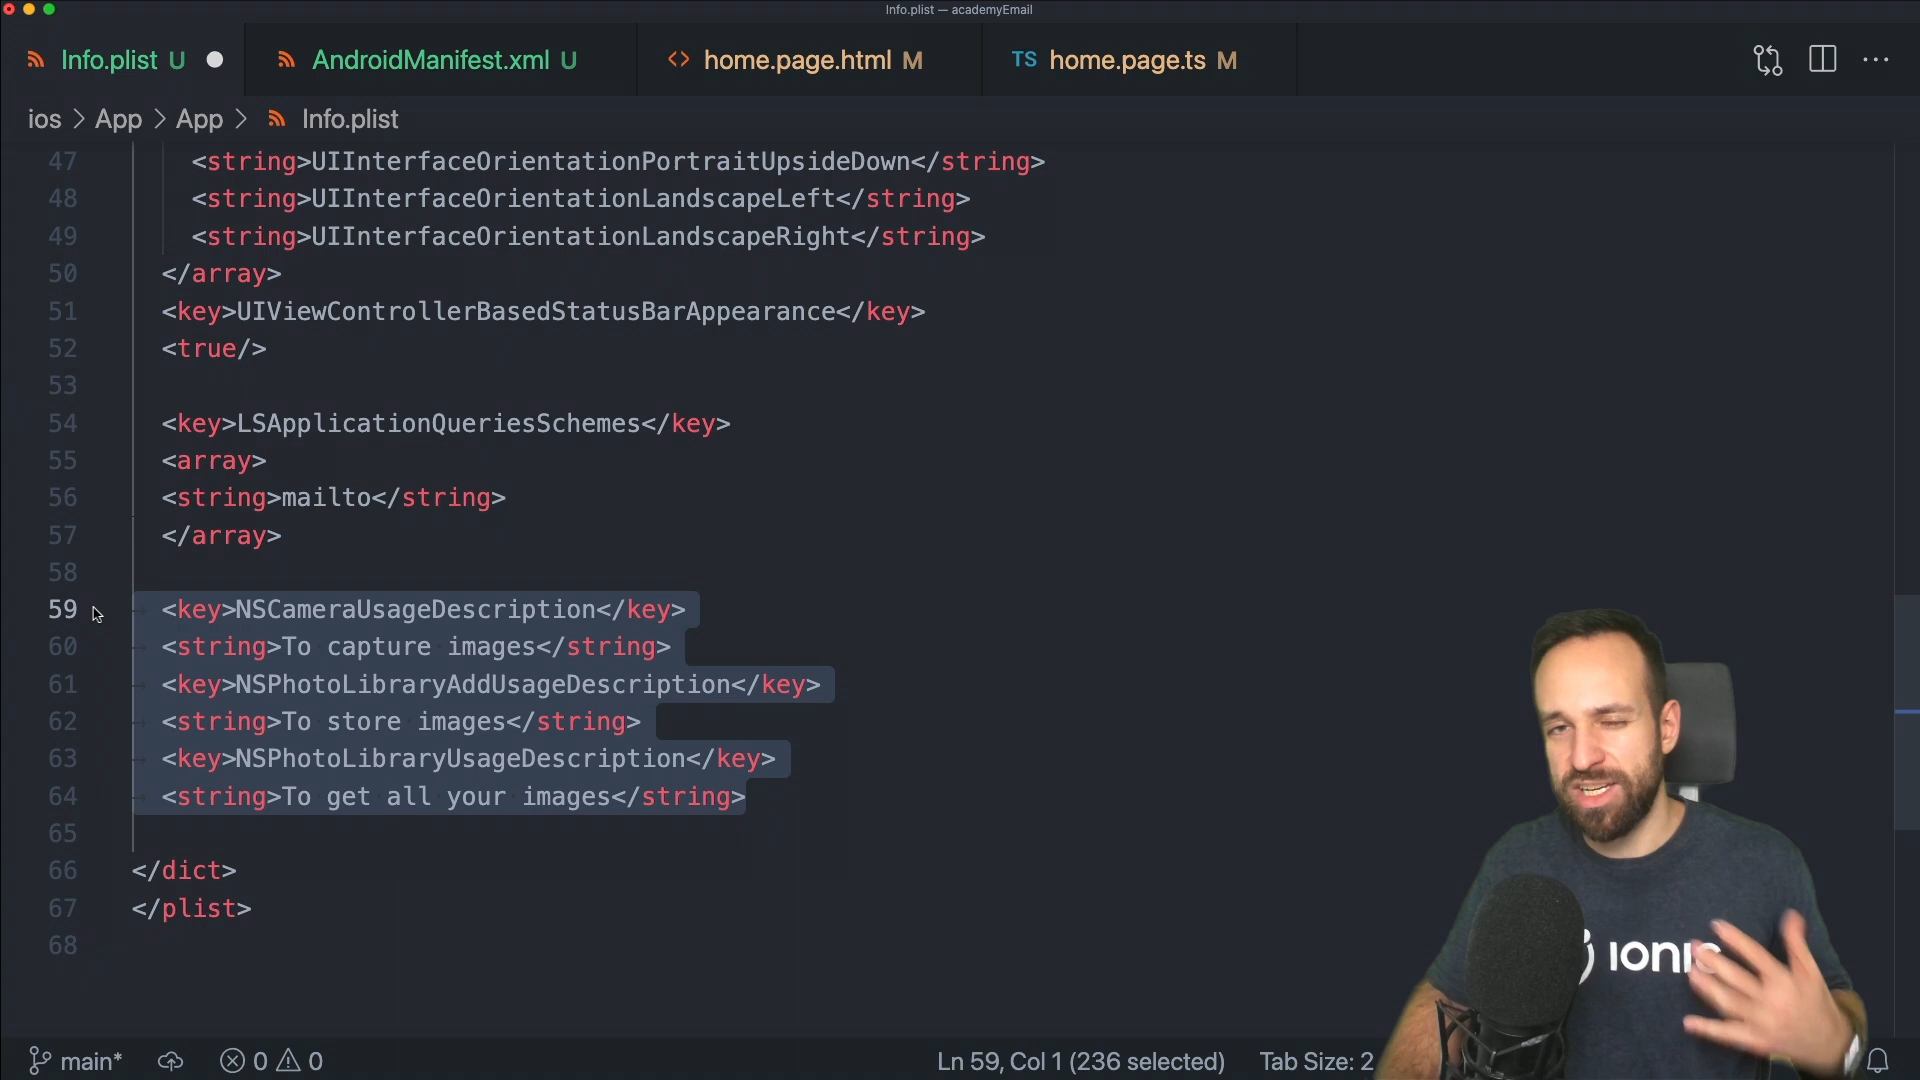 Info.plist — academyEmail
Info.plist U
AndroidManifest.xml U
home.page.html M
TS home.page.ts M
ios > App > App > Info.plist
47 <string>UIInterfaceOrientationPortraitUpsideDown</string>
48 <string>UIInterfaceOrientationLandscapeLeft</string>
49 <string>UIInterfaceOrientationLandscapeRight</string>
50 </array>
51 <key>UIViewControllerBasedStatusBarAppearance</key>
52 <true/>
53
54 <key>LSApplicationQueriesSchemes</key>
55 <array>
56 <string>mailto</string>
57 </array>
58
59 <key>NSCameraUsageDescription</key>
60 <string>To capture images</string>
61 <key>NSPhotoLibraryAddUsageDescription</key>
62 <string>To store images</string>
63 <key>NSPhotoLibraryUsageDescription</key>
64 <string>To get all your images</string>
65
66 </dict>
67 </plist>
68
main* 0 0
Ln 59, Col 1 (236 selected) Tab Size: 2